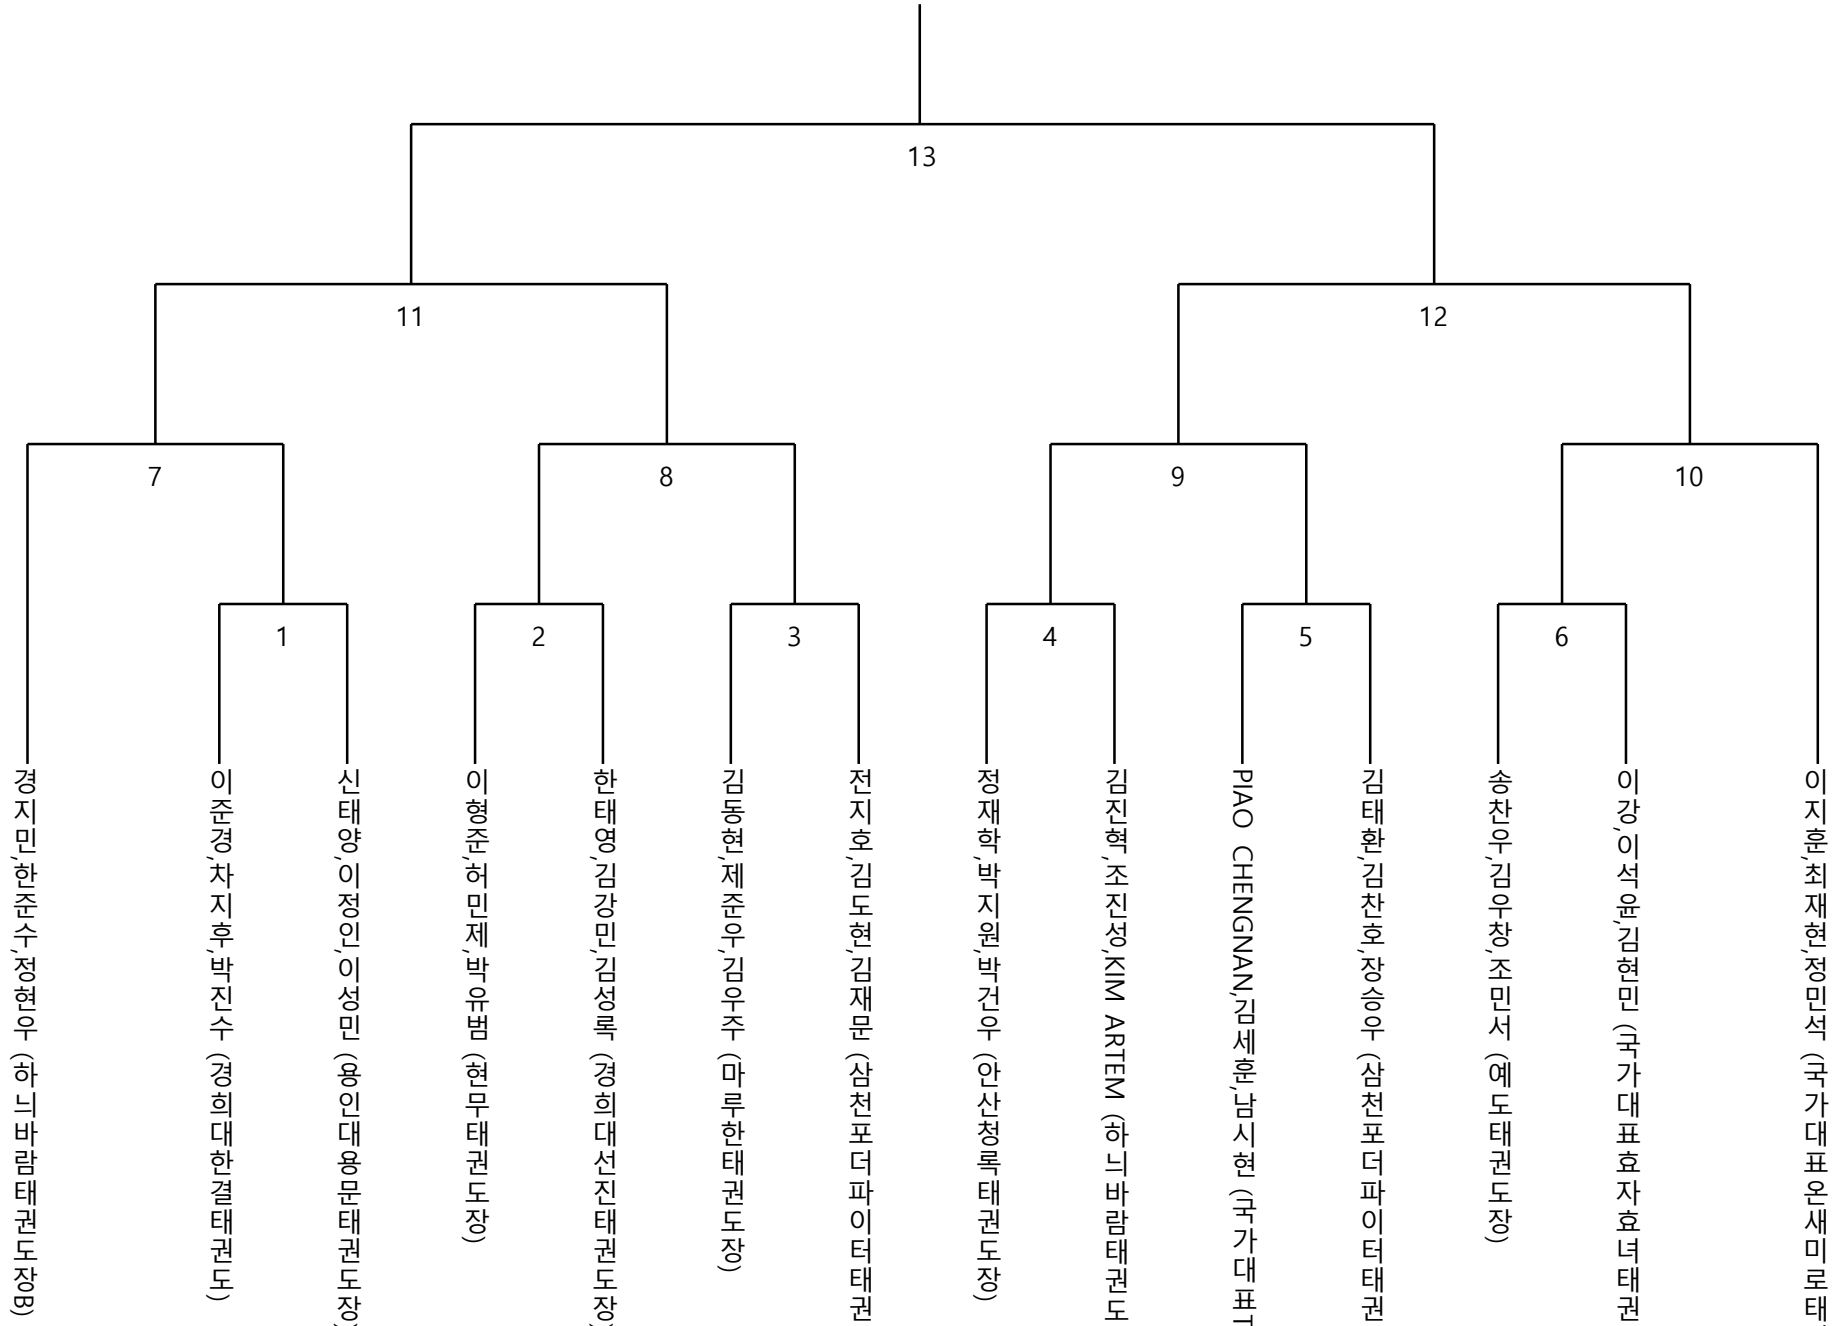 13
11
12
7
8
9
10
1
2
3
4
5
6
경지민,한준수,정현우 (하늬바람태권도장B)
이준경,차지후,박진수 (경희대한결태권도)
신태양,이정인,이성민 (용인대용문태권도장)
이형준,허민제,박유범 (현무태권도장)
한태영,김강민,김성록 (경희대선진태권도장)
김동현,제준우,김우주 (마루한태권도장)
전지호,김도현,김재문 (삼천포더파이터태권
정재학,박지원,박건우 (안산청록태권도장)
김진혁,조진성,KIM ARTEM (하늬바람태권도
PIAO CHENGNAN,김세훈,남시현 (국가대표
김태환,김찬호,장승우 (삼천포더파이터태권
송찬우,김우창,조민서 (예도태권도장)
이강,이석윤,김현민 (국가대표효자효녀태권
이지훈,최재현,정민석 (국가대표온새미로태